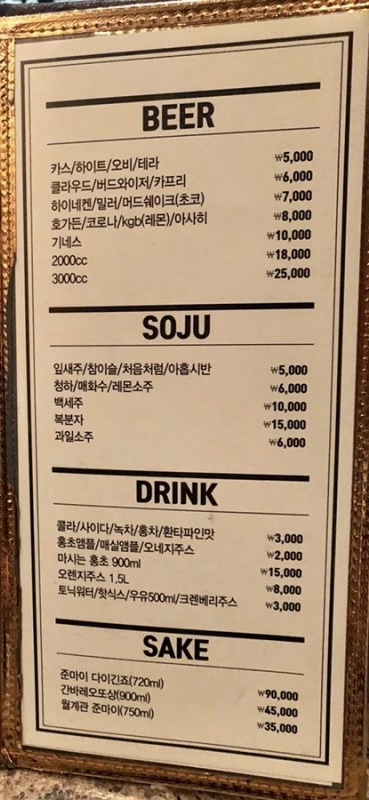 BEER
카스/하이트/오비/테라 ₩5,000
클라우드/버드와이저/카프리 ₩6,000
하이네켄/밀러/머드쉐이크(초코) ₩7,000
호가든/코로나/kgb(레몬)/아사히 ₩8,000
기네스 ₩10,000
2000cc ₩18,000
3000cc ₩25,000
SOJU
잎새주/참이슬/처음처럼/아홉시반 ₩5,000
청하/매화수/레몬소주 ₩6,000
백세주 ₩10,000
복분자 ₩15,000
과일소주 ₩6,000
DRINK
콜라/사이다/녹차/홍차/환타파인맛 ₩3,000
홍초앰플/매실앰플/오네지주스 ₩2,000
마시는 홍초 900ml ₩15,000
오렌지주스 1.5L ₩8,000
토닉워터/핫식스/우유500ml/크렌베리주스 ₩3,000
SAKE
준마이 다이긴죠(720ml) ₩90,000
간바레오또상(900ml) ₩45,000
월계관 준마이(750ml) ₩35,000